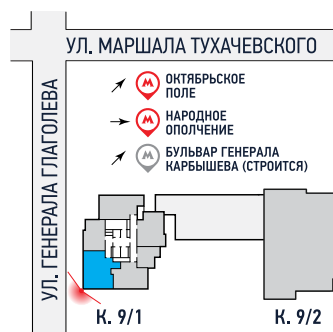 УЛ. МАРШАЛА ТУХАЧЕВСКОГО
УЛ. ГЕНЕРАЛА ГЛАГОЛЕВА
М ОКТЯБРЬСКОЕ
ПОЛЕ
М НАРОДНОЕ
ОПОЛЧЕНИЕ
М БУЛЬВАР ГЕНЕРАЛА
КАРБЫШЕВА (СТРОИТСЯ)
К. 9/1
К. 9/2